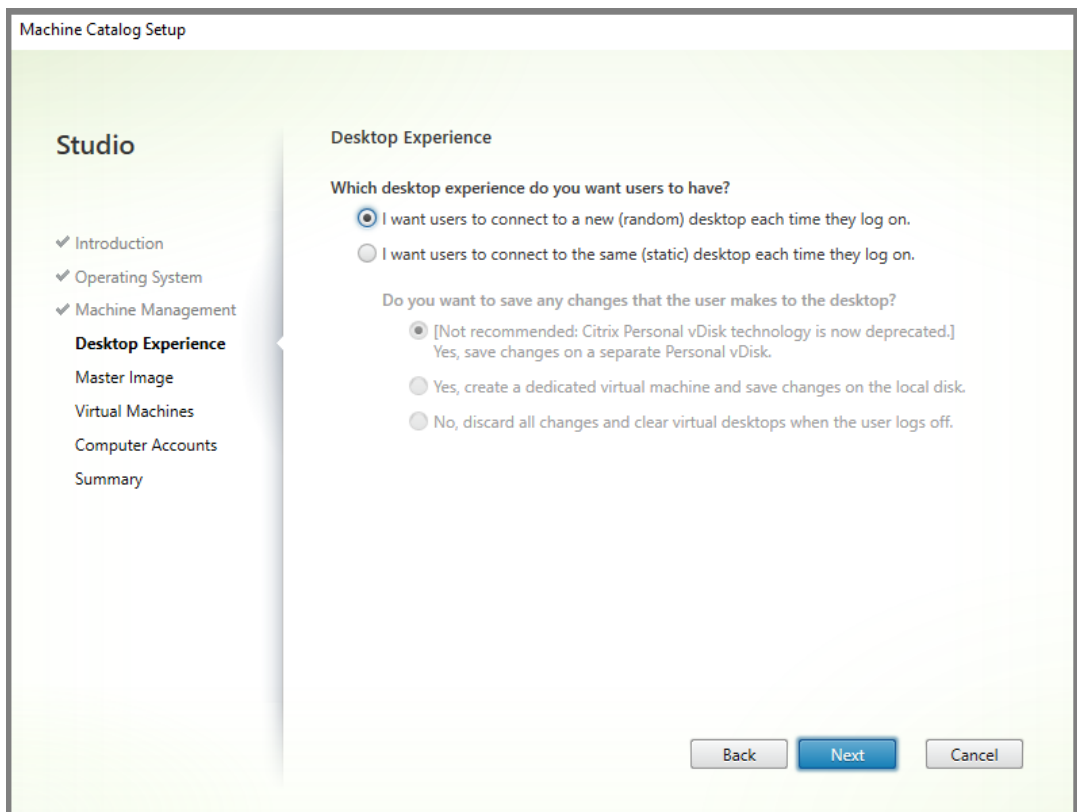 Machine Catalog Setup
Studio
Introduction
Operating System
Machine Management
Desktop Experience
Master Image
Virtual Machines
Computer Accounts
Summary
Desktop Experience
Which desktop experience do you want users to have?
I want users to connect to a new (random) desktop each time they log on.
I want users to connect to the same (static) desktop each time they log on.
Do you want to save any changes that the user makes to the desktop?
[Not recommended: Citrix Personal vDisk technology is now deprecated.]
Yes, save changes on a separate Personal vDisk.
Yes, create a dedicated virtual machine and save changes on the local disk.
No, discard all changes and clear virtual desktops when the user logs off.
Back
Next
Cancel